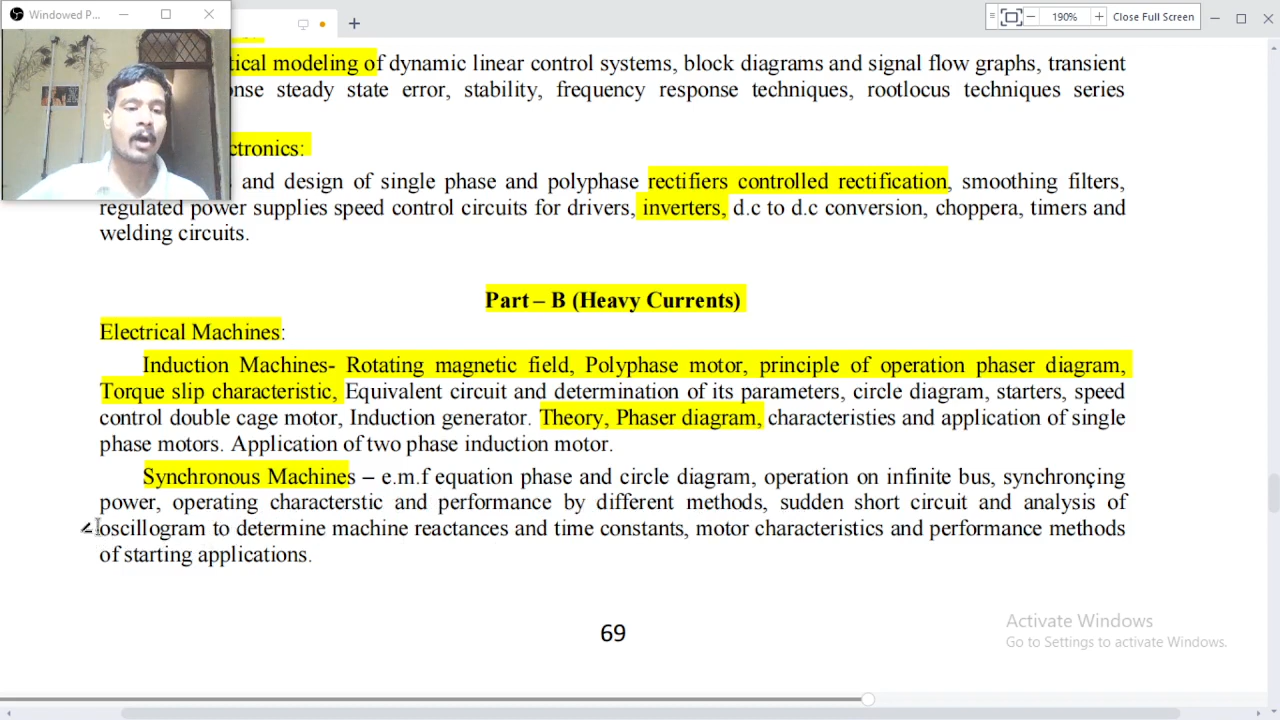 Windowed P...
190%
Close Full Screen
tical modeling of dynamic linear control systems, block diagrams and signal flow graphs, transient
onse steady state error, stability, frequency response techniques, rootlocus techniques series
ctronics:
and design of single phase and polyphase rectifiers controlled rectification, smoothing filters,
regulated power supplies speed control circuits for drivers, inverters, d.c to d.c conversion, choppera, timers and
welding circuits.
Part – B (Heavy Currents)
Electrical Machines:
Induction Machines- Rotating magnetic field, Polyphase motor, principle of operation phaser diagram,
Torque slip characteristic, Equivalent circuit and determination of its parameters, circle diagram, starters, speed
control double cage motor, Induction generator. Theory, Phaser diagram, characteristies and application of single
phase motors. Application of two phase induction motor.
Synchronous Machines – e.m.f equation phase and circle diagram, operation on infinite bus, synchronçing
power, operating characterstic and performance by different methods, sudden short circuit and analysis of
oscillogram to determine machine reactances and time constants, motor characteristics and performance methods
of starting applications.
69
Activate Windows
Go to Settings to activate Windows.